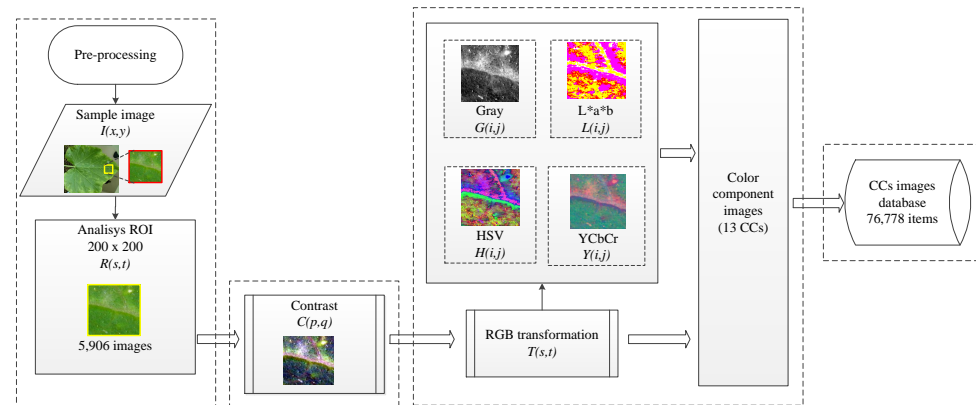 Pre-processing
Sample image
I(x,y)
Analisys ROI
200 x 200
R(s,t)
5,906 images
Contrast
C(p,q)
Gray
G(i,j)
L*a*b
L(i,j)
HSV
H(i,j)
YCbCr
Y(i,j)
RGB transformation
T(s,t)
Color
component
images
(13 CCs)
CCs images
database
76,778 items